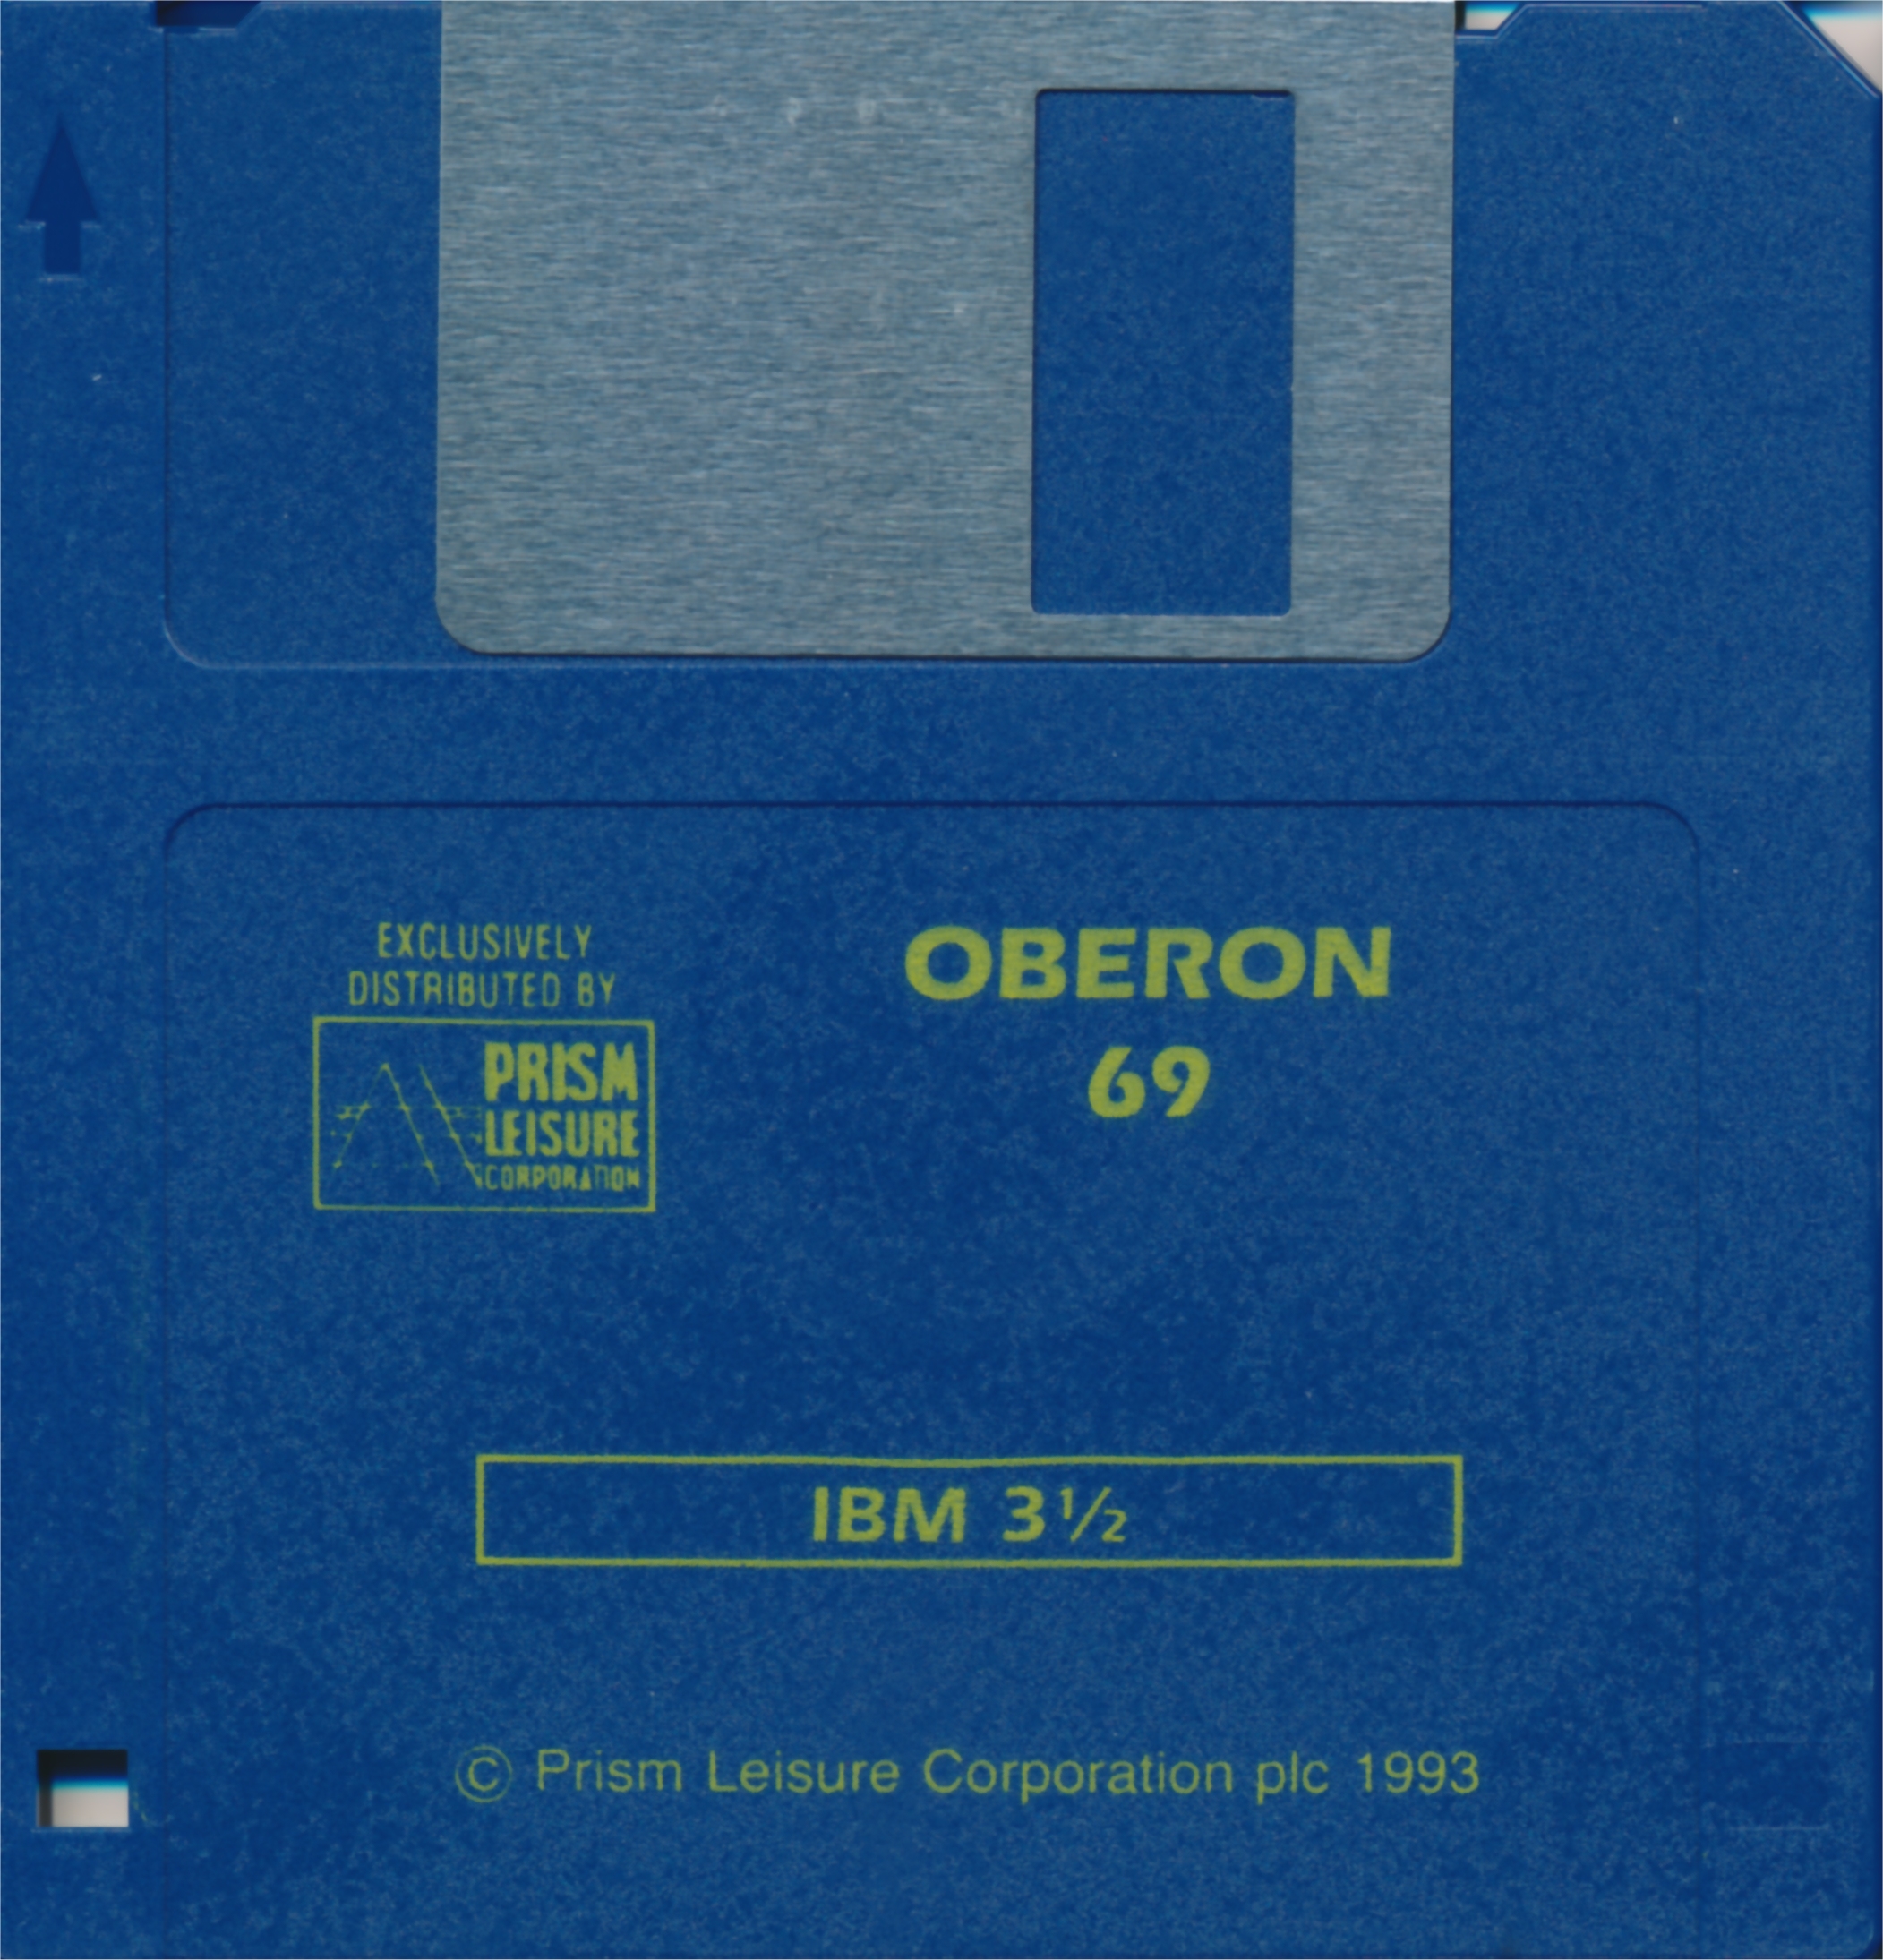 EXCLUSIVELY
DISTRIBUTED BY
PRISM
LEISURE
CORPORATION
OBERON
69
IBM 3½
© Prism Leisure Corporation plc 1993